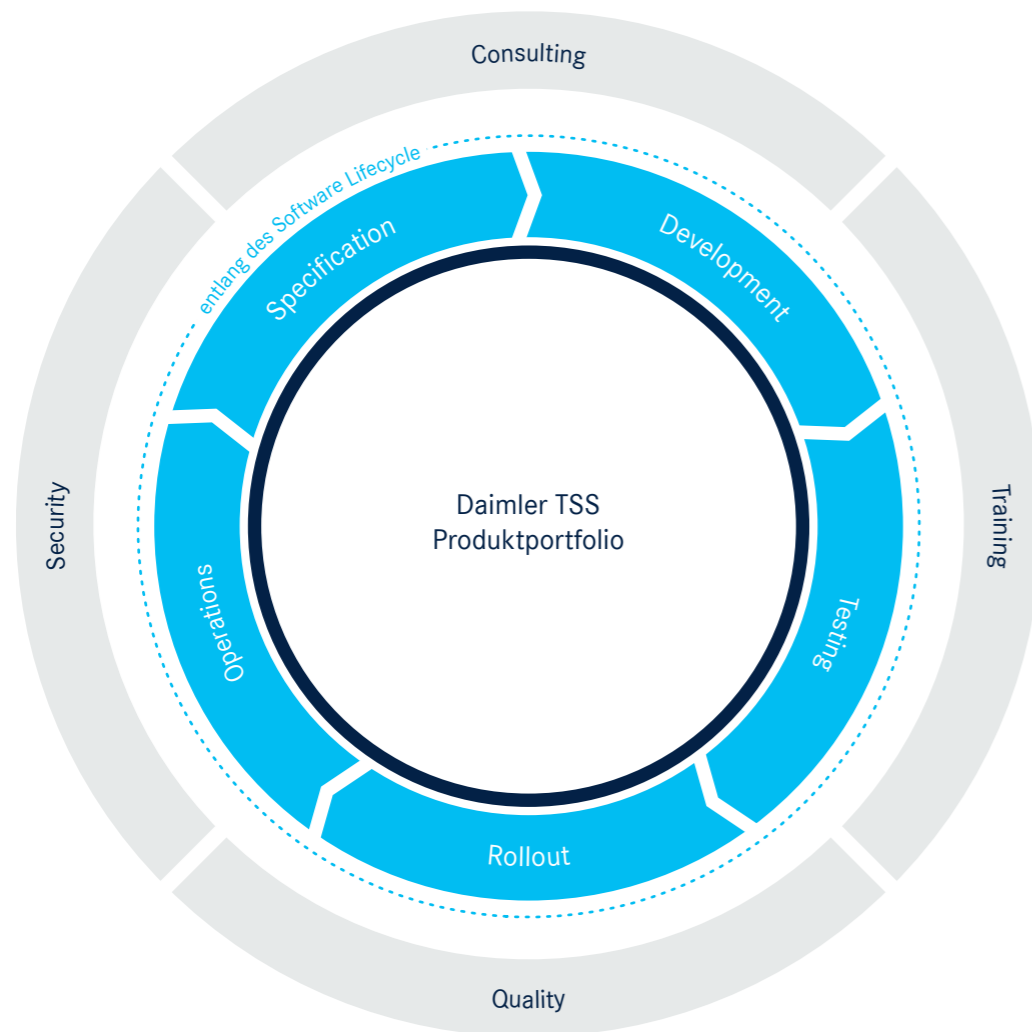 Consulting
entlang des Software Lifecycle
Specification
Development
Security
Daimler TSS
Produktportfolio
Training
Operations
Testing
Rollout
Quality